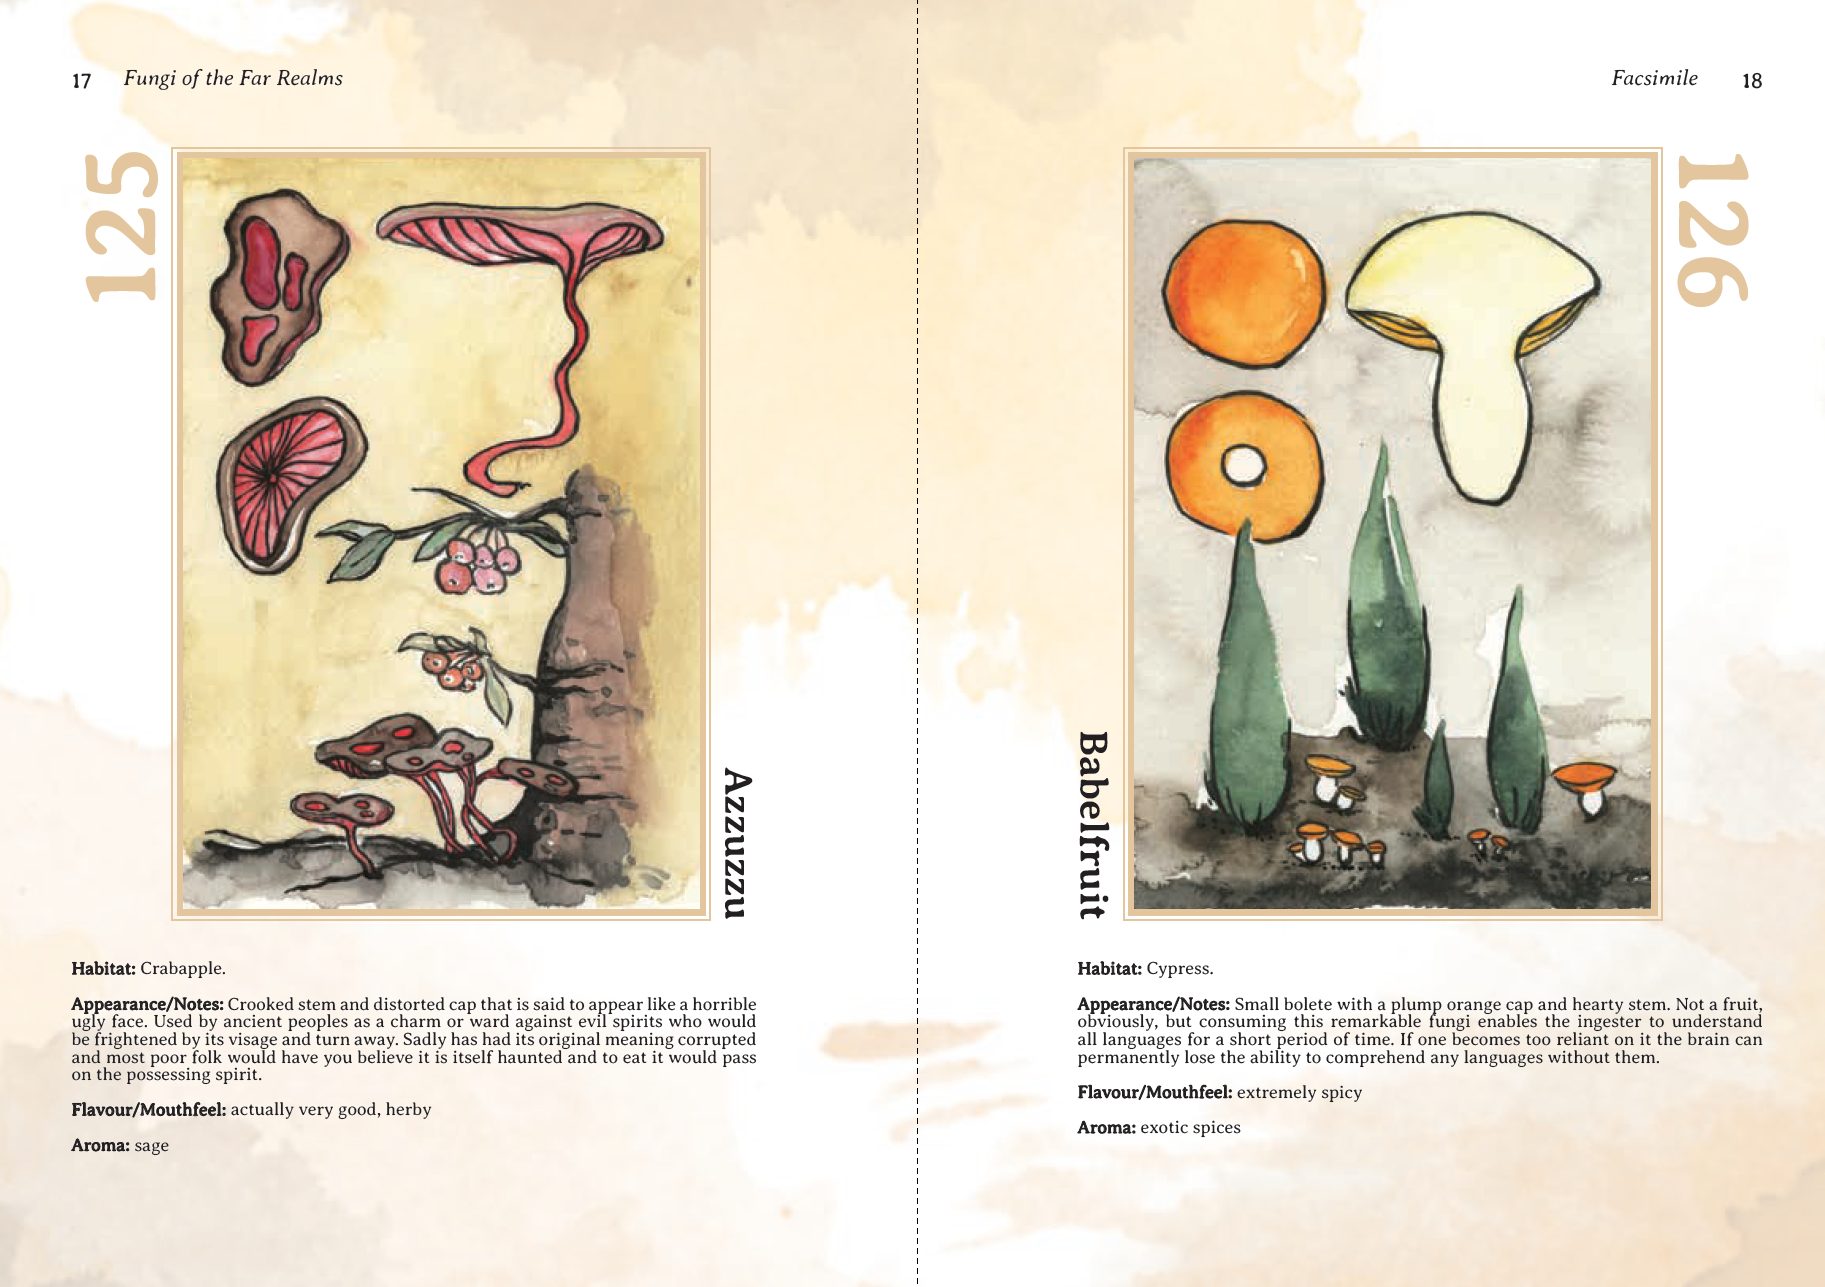 17 Fungi of the Far Realms
125
Azzuzzu
Habitat: Crabapple.
Appearance/Notes: Crooked stem and distorted cap that is said to appear like a horrible
ugly face. Used by ancient peoples as a charm or ward against evil spirits who would
be frightened by its visage and turn away. Sadly has had its original meaning corrupted
and most poor folk would have you believe it is itself haunted and to eat it would pass
on the possessing spirit.
Flavour/Mouthfeel: actually very good, herby
Aroma: sage
Facsimile 18
126
Babelfruit
Habitat: Cypress.
Appearance/Notes: Small bolete with a plump orange cap and hearty stem. Not a fruit,
obviously, but consuming this remarkable fungi enables the ingester to understand
all languages for a short period of time. If one becomes too reliant on it the brain can
permanently lose the ability to comprehend any languages without them.
Flavour/Mouthfeel: extremely spicy
Aroma: exotic spices